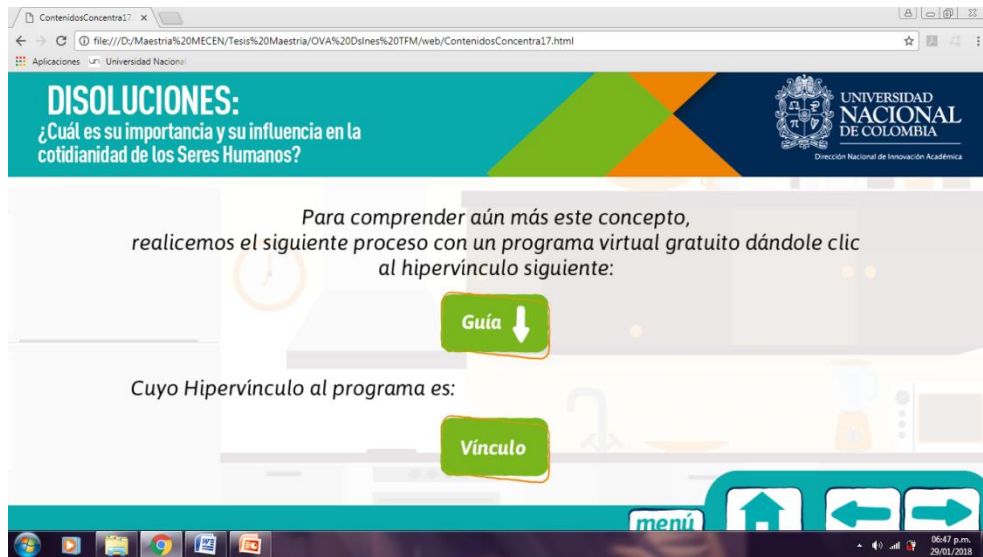 ContenidosConcentra17
file:///D:/Maestria%20MECEN/Tesis%20Maestria/OVA%20DsInes%20TFM/web/ContenidosConcentra17.html
Aplicaciones
Universidad Nacional
DISOLUCIONES:
¿Cuál es su importancia y su influencia en la
cotidianidad de los Seres Humanos?
UNIVERSIDAD
NACIONAL
DE COLOMBIA
Dirección Nacional de Innovación Académica
Para comprender aún más este concepto,
realicemos el siguiente proceso con un programa virtual gratuito dándole clic
al hipervínculo siguiente:
Guía
Cuyo Hipervínculo al programa es:
Vínculo
menú
06:47 p.m.
29/01/2018